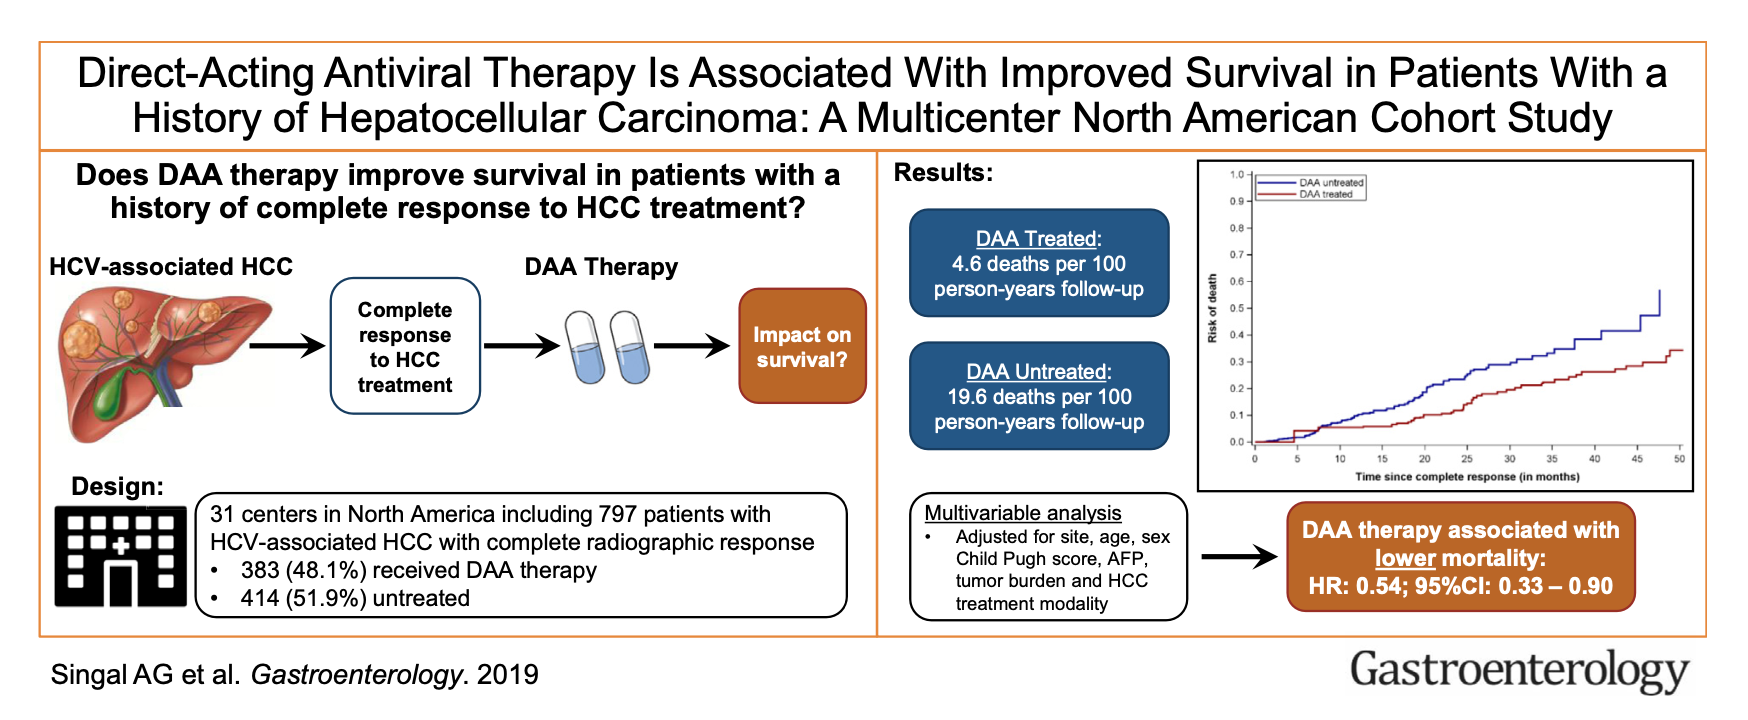 Direct-Acting Antiviral Therapy Is Associated With Improved Survival in Patients With a
History of Hepatocellular Carcinoma: A Multicenter North American Cohort Study
Does DAA therapy improve survival in patients with a
history of complete response to HCC treatment?
HCV-associated HCC
DAA Therapy
Complete
response
to HCC
treatment
Impact on
survival?
Design:
31 centers in North America including 797 patients with
HCV-associated HCC with complete radiographic response
• 383 (48.1%) received DAA therapy
• 414 (51.9%) untreated
Results:
DAA Treated:
4.6 deaths per 100
person-years follow-up
DAA Untreated:
19.6 deaths per 100
person-years follow-up
DAA untreated
DAA treated
Risk of death
1.0
0.9
0.8
0.7
0.6
0.5
0.4
0.3
0.2
0.1
0.0
0 5 10 15 20 25 30 35 40 45 50
Time since complete response (in months)
Multivariable analysis
• Adjusted for site, age, sex
Child Pugh score, AFP,
tumor burden and HCC
treatment modality
DAA therapy associated with
lower mortality:
HR: 0.54; 95%CI: 0.33 – 0.90
Singal AG et al. Gastroenterology. 2019
Gastroenterology